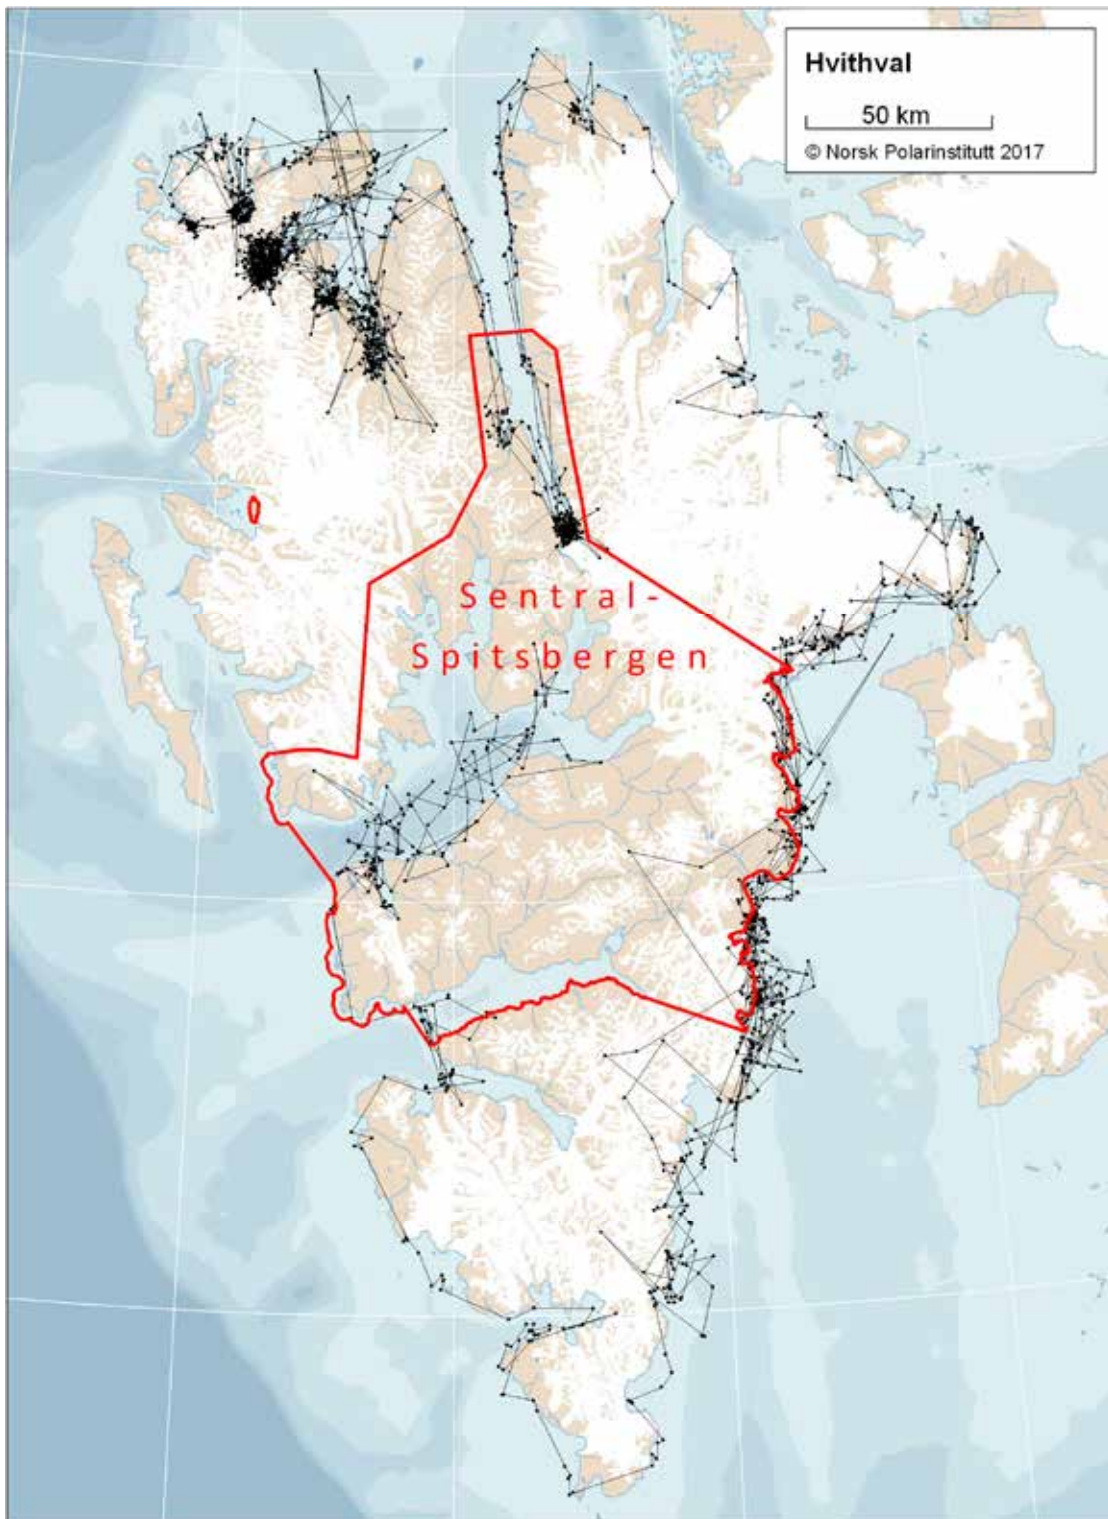 Hvithval
50 km
© Norsk Polarinstitutt 2017
Sentral-
Spitsbergen